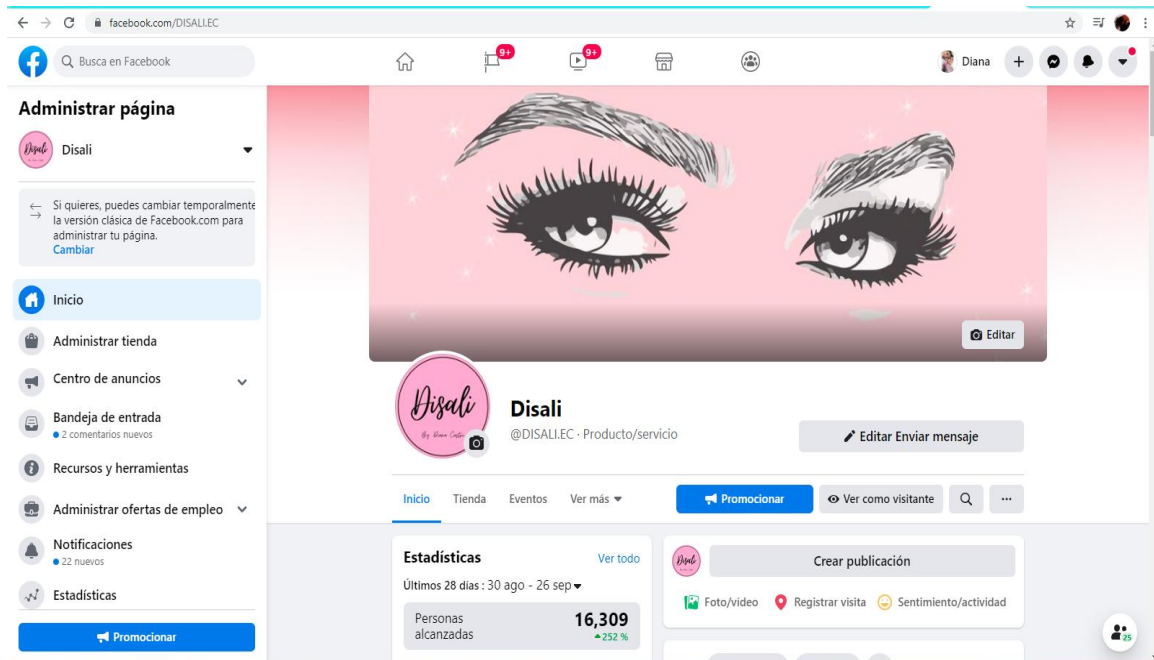 facebook.com/DISALI.EC
Busca en Facebook
9+
9+
Diana
Administrar página
Disali
Disali
Si quieres, puedes cambiar temporalmente
la versión clásica de Facebook.com para
administrar tu página.
Cambiar
Inicio
Administrar tienda
Centro de anuncios
Bandeja de entrada
2 comentarios nuevos
Recursos y herramientas
Administrar ofertas de empleo
Notificaciones
22 nuevos
Estadísticas
Promocionar
Editar
Disali
By Diana Castro
Disali
@DISALI.EC · Producto/servicio
Editar Enviar mensaje
Inicio
Tienda
Eventos
Ver más
Promocionar
Ver como visitante
Estadísticas
Ver todo
Últimos 28 días : 30 ago - 26 sep
Personas
alcanzadas
16,309
252 %
Disali
Crear publicación
Foto/video
Registrar visita
Sentimiento/actividad
25